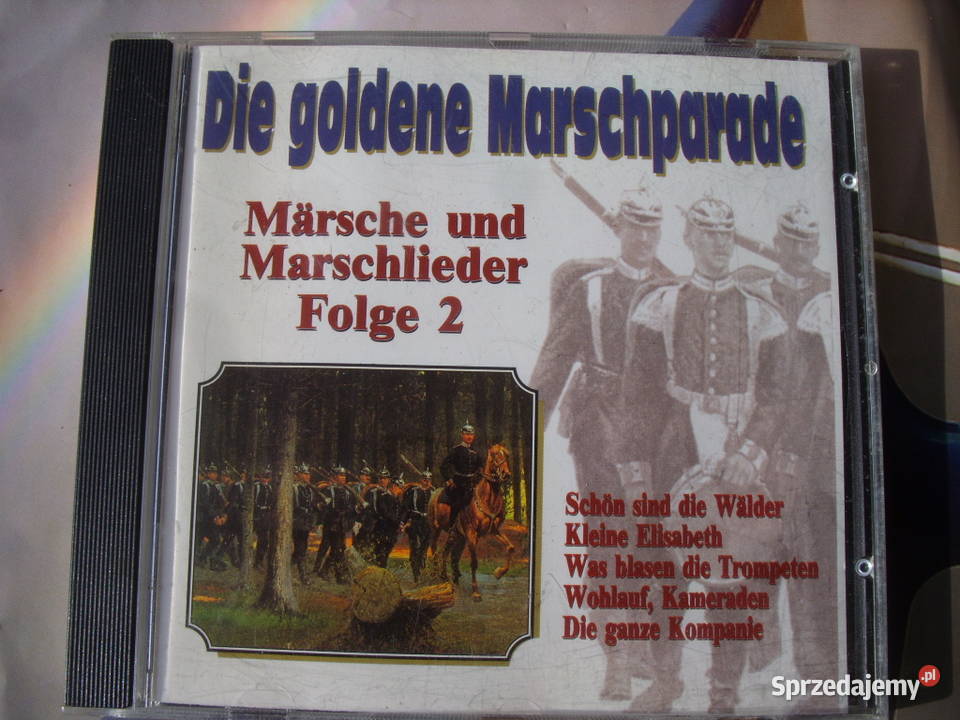 Die goldene Marschparade
Märsche und
Marschlieder
Folge 2
Schön sind die Wälder
Kleine Elisabeth
Was blasen die Trompeten
Wohlauf, Kameraden
Die ganze Kompanie
Sprzedajemy.pl